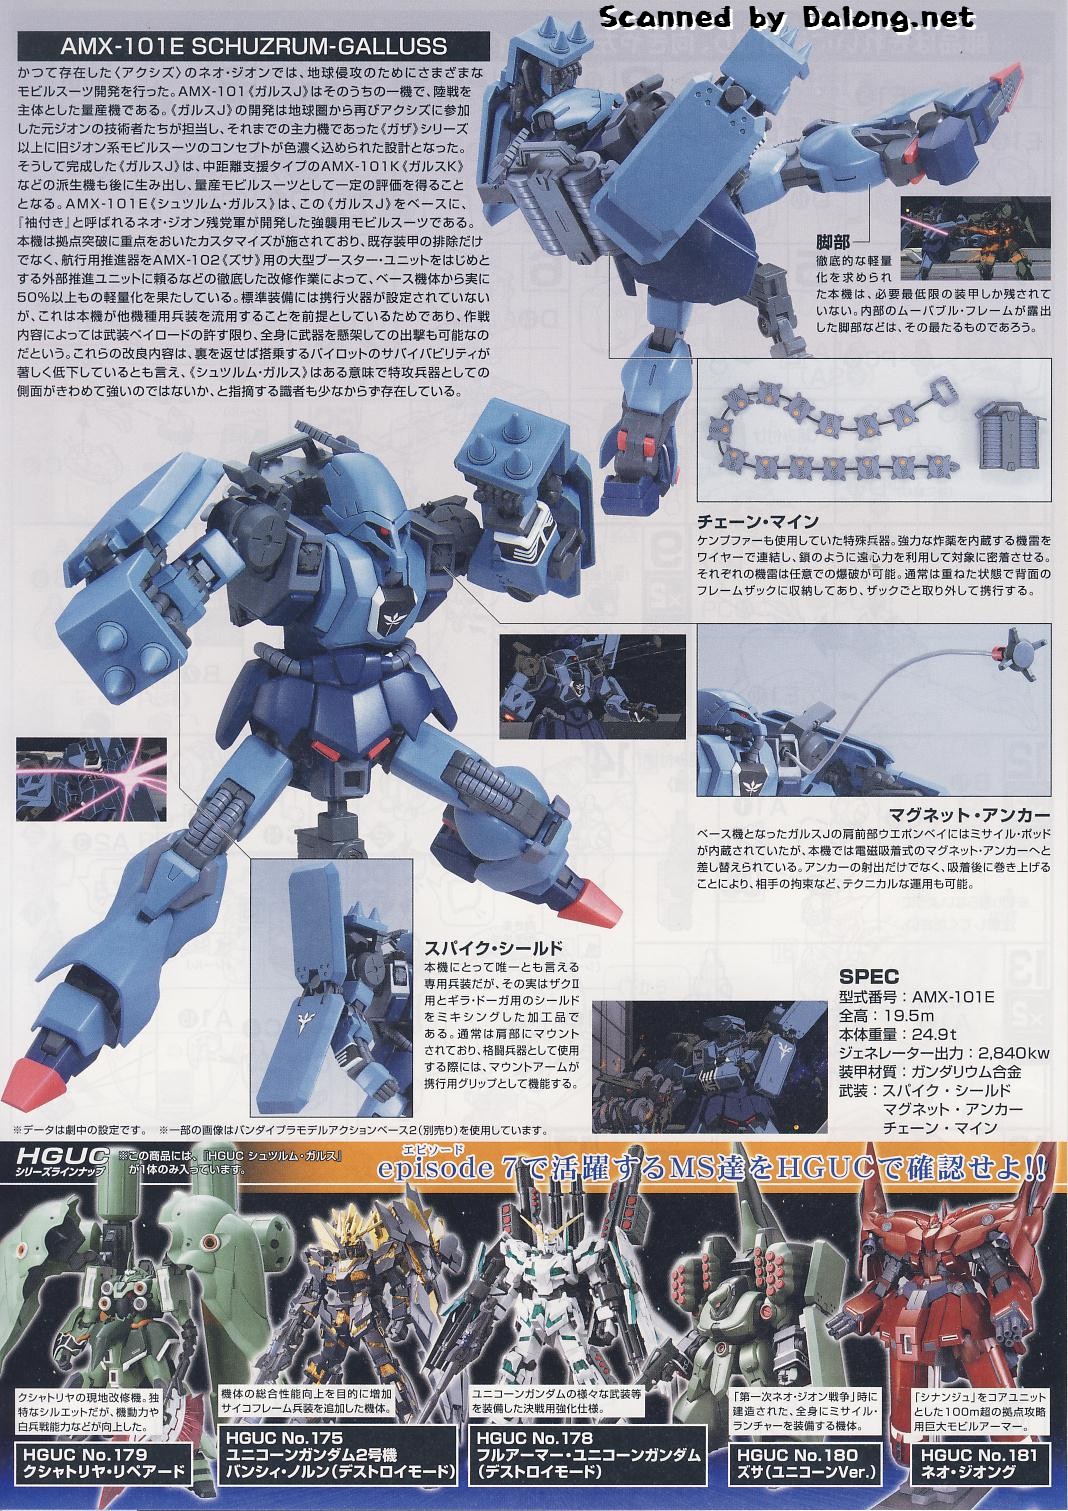 Scanned by Dalong.net
AMX-101E SCHUZRUM-GALLUSS
かつて存在した〈アクシズ〉のネオ・ジオンでは、地球侵攻のためにさまざまな
モビルスーツ開発を行った。AMX-101《ガルスJ》はそのうちの一機で、陸戦を
主体とした量産機である。《ガルスJ》の開発は地球圏から再びアクシズに参加
した元ジオンの技術者たちが担当し、それまでの主力機であった《ガザ》シリーズ
以上に旧ジオン系モビルスーツのコンセプトが色濃く込められた設計となった。
そうして完成した《ガルスJ》は、中距離支援タイプのAMX-101K《ガルスK》
などの派生機も後に生み出し、量産モビルスーツとして一定の評価を得ること
となる。AMX-101E《シュツルム・ガルス》は、この《ガルスJ》をベースに、
『袖付き』と呼ばれるネオ・ジオン残党軍が開発した強襲用モビルスーツである。
本機は拠点突破に重点をおいたカスタマイズが施されており、既存装甲の排除だけ
でなく、航行用推進器をAMX-102《ズサ》用の大型ブースター・ユニットをはじめと
する外部推進ユニットに頼るなどの徹底した改修作業によって、ベース機体から実に
50%以上もの軽量化を果たしている。標準装備には携行火器が設定されていない
が、これは本機が他機種用兵装を流用することを前提としているためであり、作戦
内容によっては武装ペイロードの許す限り、全身に武器を懸架しての出撃も可能なの
だという。これらの改良内容は、裏を返せば搭乗するパイロットのサバイバビリティが
著しく低下しているとも言え、《シュツルム・ガルス》はある意味で特攻兵器としての
側面がきわめて強いのではないか、と指摘する識者も少なからず存在している。
脚部
徹底的な軽量
化を求められ
た本機は、必要最低限の装甲しか残されて
いない。内部のムーバブル・フレームが露出
した脚部などは、その最たるものであろう。
チェーン・マイン
ケンプファーも使用していた特殊兵器。強力な炸薬を内蔵する機雷を
ワイヤーで連結し、鎖のように遠心力を利用して対象に密着させる。
それぞれの機雷は任意での爆破が可能。通常は重ねた状態で背面の
フレームザックに収納してあり、ザックごと取り外して携行する。
マグネット・アンカー
ベース機となったガルスJの肩前部ウエポンベイにはミサイル・ポッド
が内蔵されていたが、本機では電磁吸着式のマグネット・アンカーへと
差し替えられている。アンカーの射出だけでなく、吸着後に巻き上げる
ことにより、相手の拘束など、テクニカルな運用も可能。
スパイク・シールド
本機にとって唯一とも言える
専用兵装だが、その実はザクⅡ
用とギラ・ドーガ用のシールド
をミキシングした加工品で
ある。通常は肩部にマウント
されており、格闘兵器として使用
する際には、マウントアームが
携行用グリップとして機能する。
SPEC
型式番号：AMX-101E
全高：19.5m
本体重量：24.9t
ジェネレーター出力：2,840kw
装甲材質：ガンダリウム合金
武装：スパイク・シールド
マグネット・アンカー
チェーン・マイン
※データは劇中の設定です。 ※一部の画像はバンダイプラモデルアクションベース2(別売り)を使用しています。
HGUC
シリーズラインナップ
※この商品には、『HGUC シュツルム・ガルス』
が1体のみ入っています。
エピソード
episode 7で活躍するMS達をHGUCで確認せよ!!
クシャトリヤの現地改修機。独
特なシルエットだが、機動力や
白兵戦能力などが向上した。
HGUC No.179
クシャトリヤ・リペアード
機体の総合性能向上を目的に増加
サイコフレーム兵装を追加した機体。
HGUC No.175
ユニコーンガンダム2号機
バンシィ・ノルン(デストロイモード)
ユニコーンガンダムの様々な武装等
を装備した決戦用強化仕様。
HGUC No.178
フルアーマー・ユニコーンガンダム
(デストロイモード)
「第一次ネオ・ジオン戦争」時に
建造された、全身にミサイル・
ランチャーを装備する機体。
HGUC No.180
ズサ(ユニコーンVer.)
「シナンジュ」をコアユニット
とした100m超の拠点攻略
用巨大モビルアーマー。
HGUC No.181
ネオ・ジオング